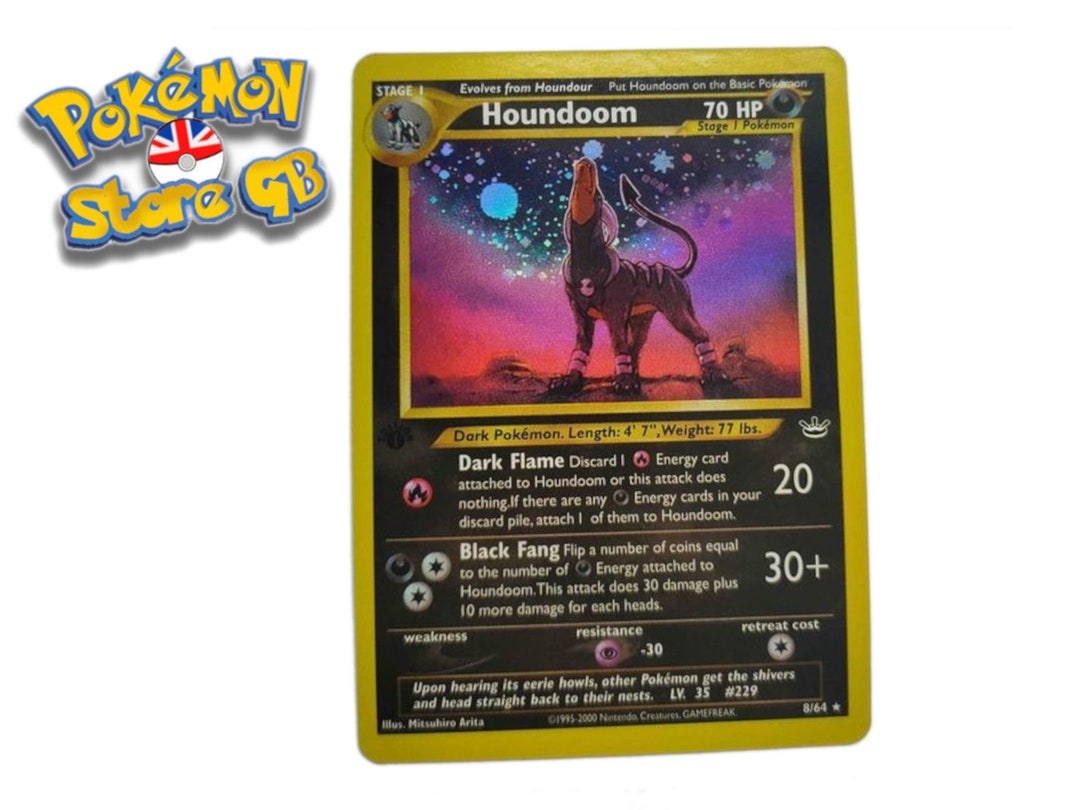 POKéMON
Store GB
STAGE 1
Evolves from Houndour Put Houndoom on the Basic Pokémon
Houndoom 70 HP
Stage 1 Pokémon
1
Dark Pokémon. Length: 4' 7", Weight: 77 lbs.
Dark Flame Discard 1 Energy card
attached to Houndoom or this attack does
nothing. If there are any Energy cards in your
discard pile, attach 1 of them to Houndoom.
20
Black Fang Flip a number of coins equal
to the number of Energy attached to
Houndoom. This attack does 30 damage plus
10 more damage for each heads.
30+
weakness resistance retreat cost
-30
Upon hearing its eerie howls, other Pokémon get the shivers
and head straight back to their nests. LV. 35 #229
Illus. Mitsuhiro Arita ©1995-2000 Nintendo, Creatures, GAMEFREAK. 8/64 ★